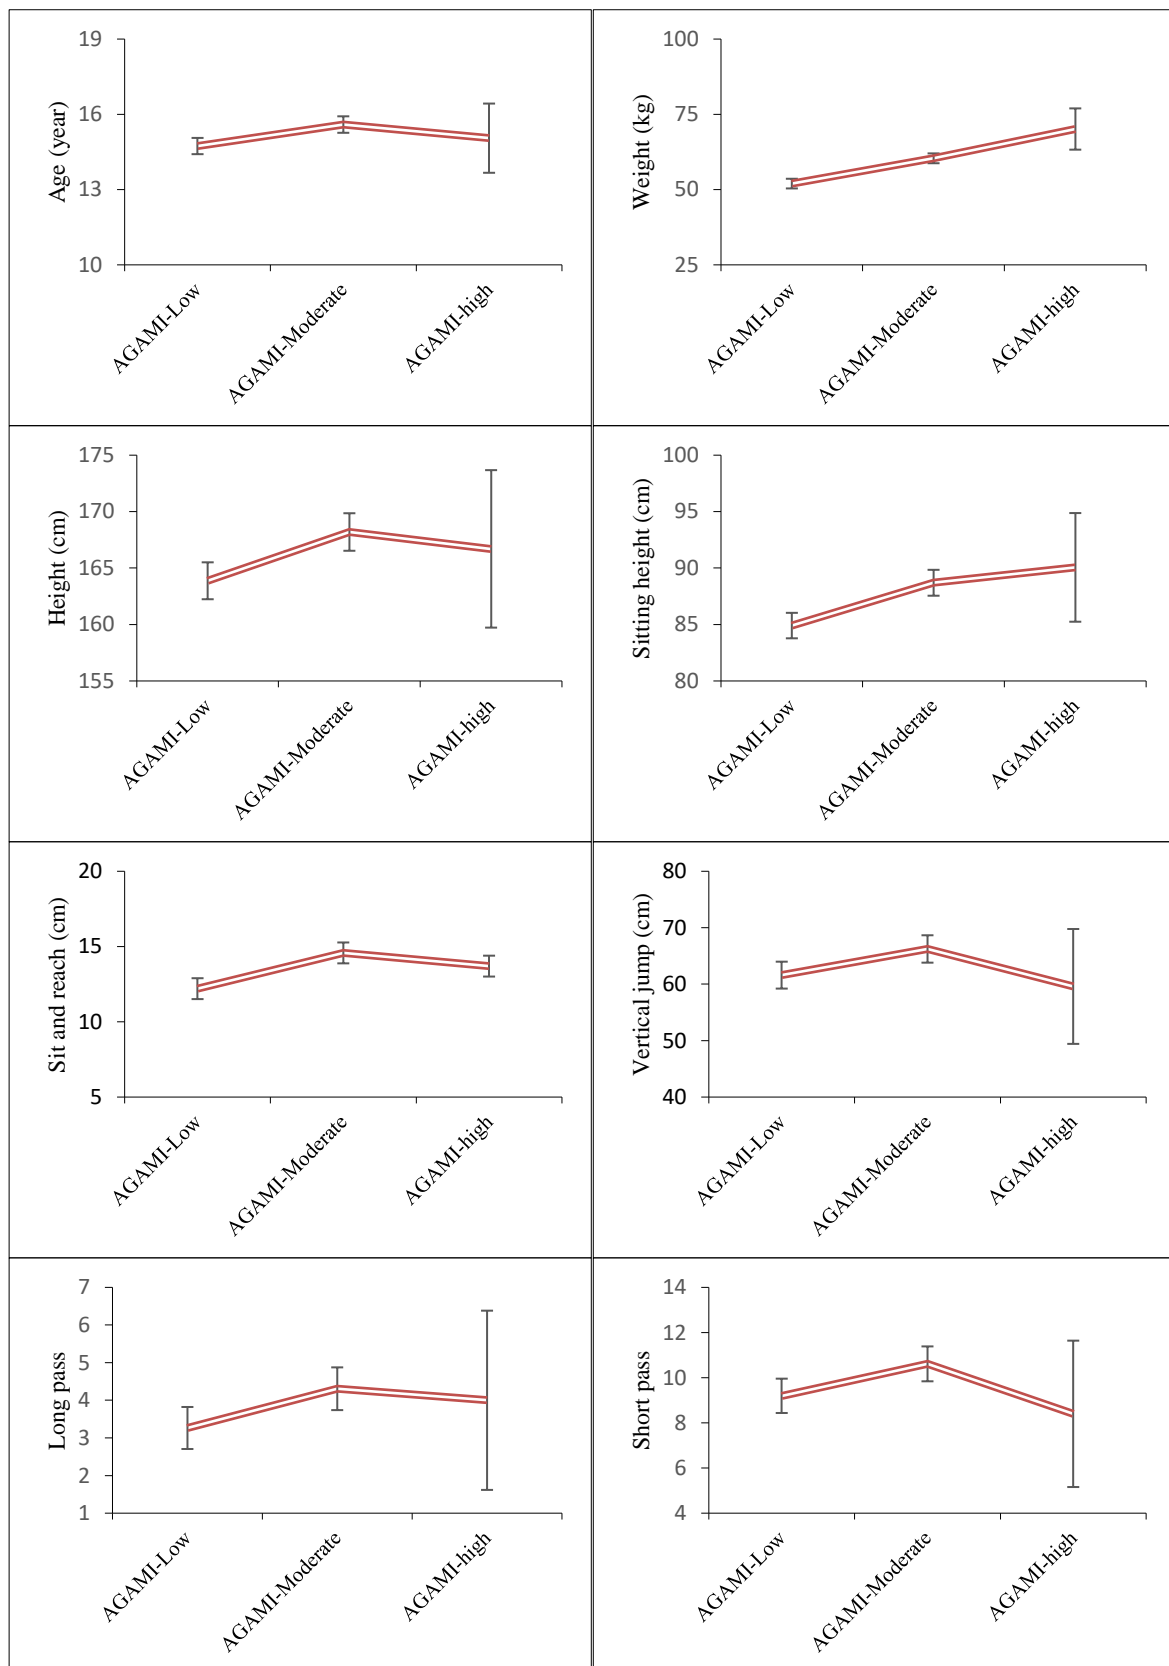 Age (year)
19
16
13
10
AGAMI-Low
AGAMI-Moderate
AGAMI-high
Weight (kg)
100
75
50
25
AGAMI-Low
AGAMI-Moderate
AGAMI-high
Height (cm)
175
170
165
160
155
AGAMI-Low
AGAMI-Moderate
AGAMI-high
Sitting height (cm)
100
95
90
85
80
AGAMI-Low
AGAMI-Moderate
AGAMI-high
Sit and reach (cm)
20
15
10
5
AGAMI-Low
AGAMI-Moderate
AGAMI-high
Vertical jump (cm)
80
70
60
50
40
AGAMI-Low
AGAMI-Moderate
AGAMI-high
Long pass
7
6
5
4
3
2
1
AGAMI-Low
AGAMI-Moderate
AGAMI-high
Short pass
14
12
10
8
6
4
AGAMI-Low
AGAMI-Moderate
AGAMI-high